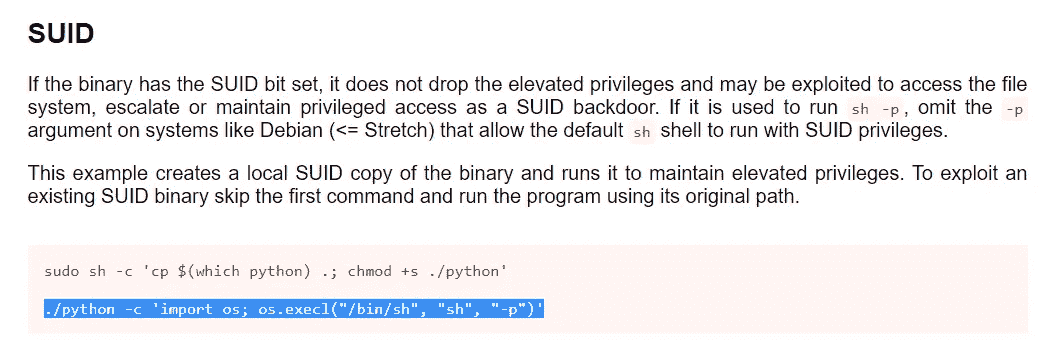 SUID
If the binary has the SUID bit set, it does not drop the elevated privileges and may be exploited to access the file
system, escalate or maintain privileged access as a SUID backdoor. If it is used to run sh -p, omit the -p
argument on systems like Debian (<= Stretch) that allow the default sh shell to run with SUID privileges.
This example creates a local SUID copy of the binary and runs it to maintain elevated privileges. To exploit an
existing SUID binary skip the first command and run the program using its original path.
sudo sh -c 'cp $(which python) .; chmod +s ./python'
./python -c 'import os; os.execl("/bin/sh", "sh", "-p")'